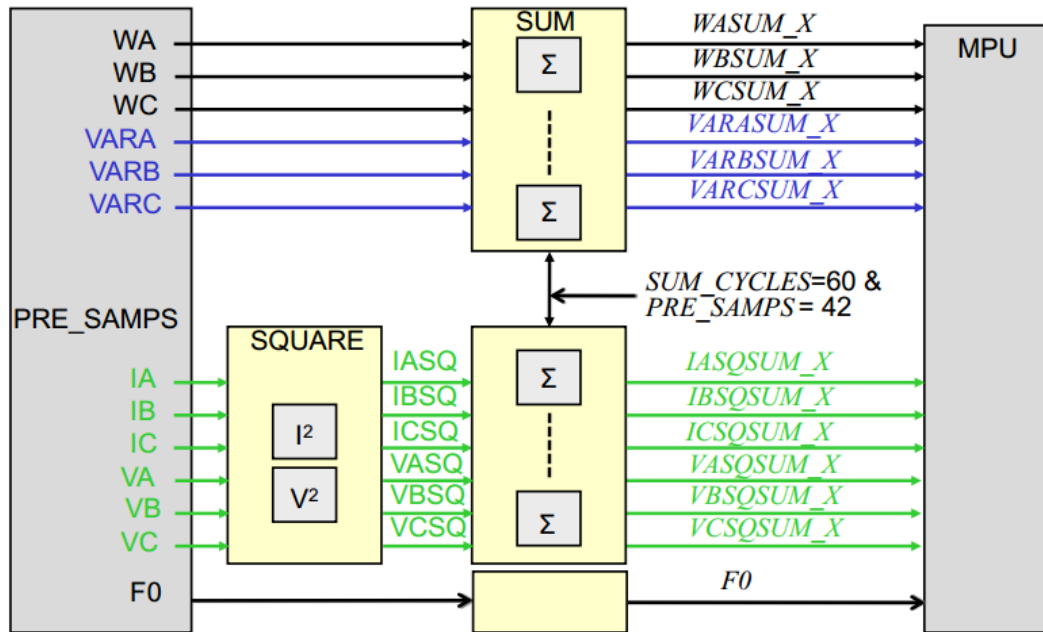 SUM
MPU
WA
WASUM_X
WB
Σ
WBSUM_X
WC
WCSUM_X
VARA
VARASUM_X
VARB
VARBSUM_X
VARC
Σ
VARCSUM_X
SUM_CYCLES=60 &
PRE_SAMPS = 42
PRE_SAMPS
SQUARE
IA
IASQ
Σ
IASQSUM_X
IB
I²
IBSQ
IBSQSUM_X
IC
ICSQ
ICSQSUM_X
VA
V²
VASQ
VASQSUM_X
VB
VBSQ
Σ
VBSQSUM_X
VC
VCSQ
VCSQSUM_X
F0
F0